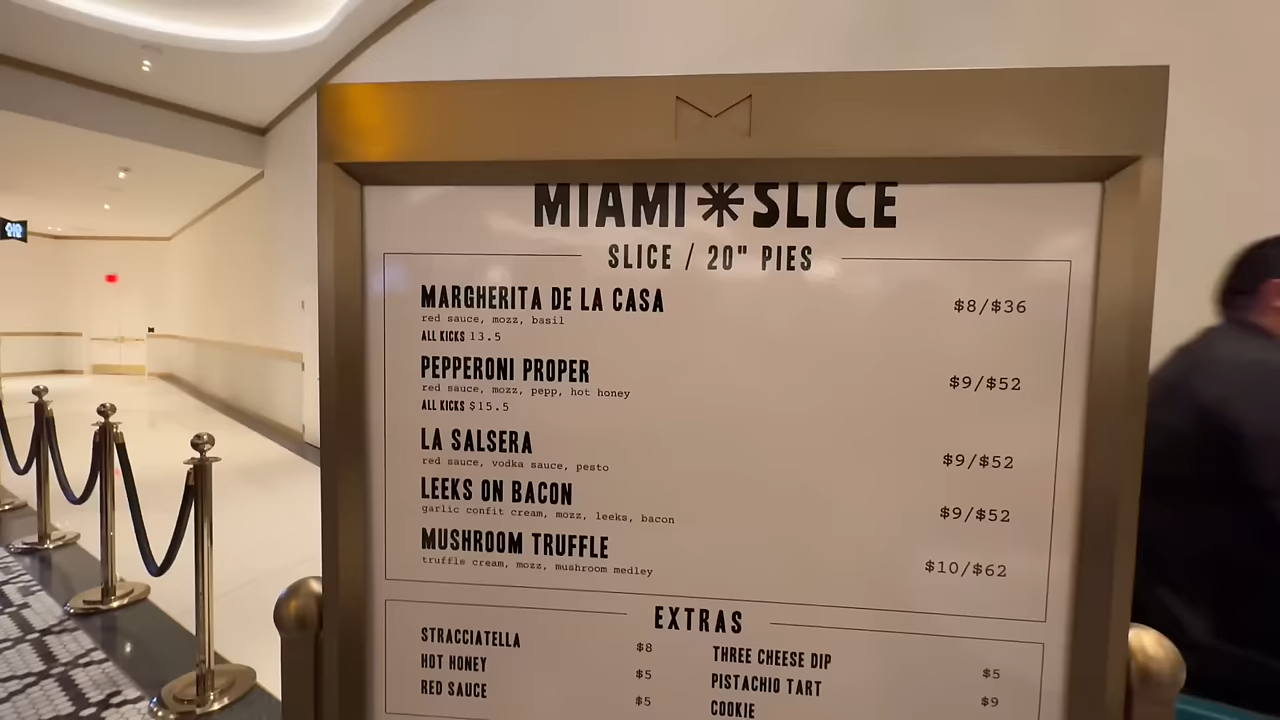 MIAMI SLICE
SLICE / 20" PIES
MARGHERITA DE LA CASA $8/$36
red sauce, mozz, basil
ALL KICKS 13.5
PEPPERONI PROPER $9/$52
red sauce, mozz, pepp, hot honey
ALL KICKS $15.5
LA SALSERA $9/$52
red sauce, vodka sauce, pesto
LEEKS ON BACON $9/$52
garlic confit cream, mozz, leeks, bacon
MUSHROOM TRUFFLE $10/$62
truffle cream, mozz, mushroom medley
EXTRAS
STRACCIATELLA $8
HOT HONEY $5
RED SAUCE $5
THREE CHEESE DIP $5
PISTACHIO TART $9
COOKIE